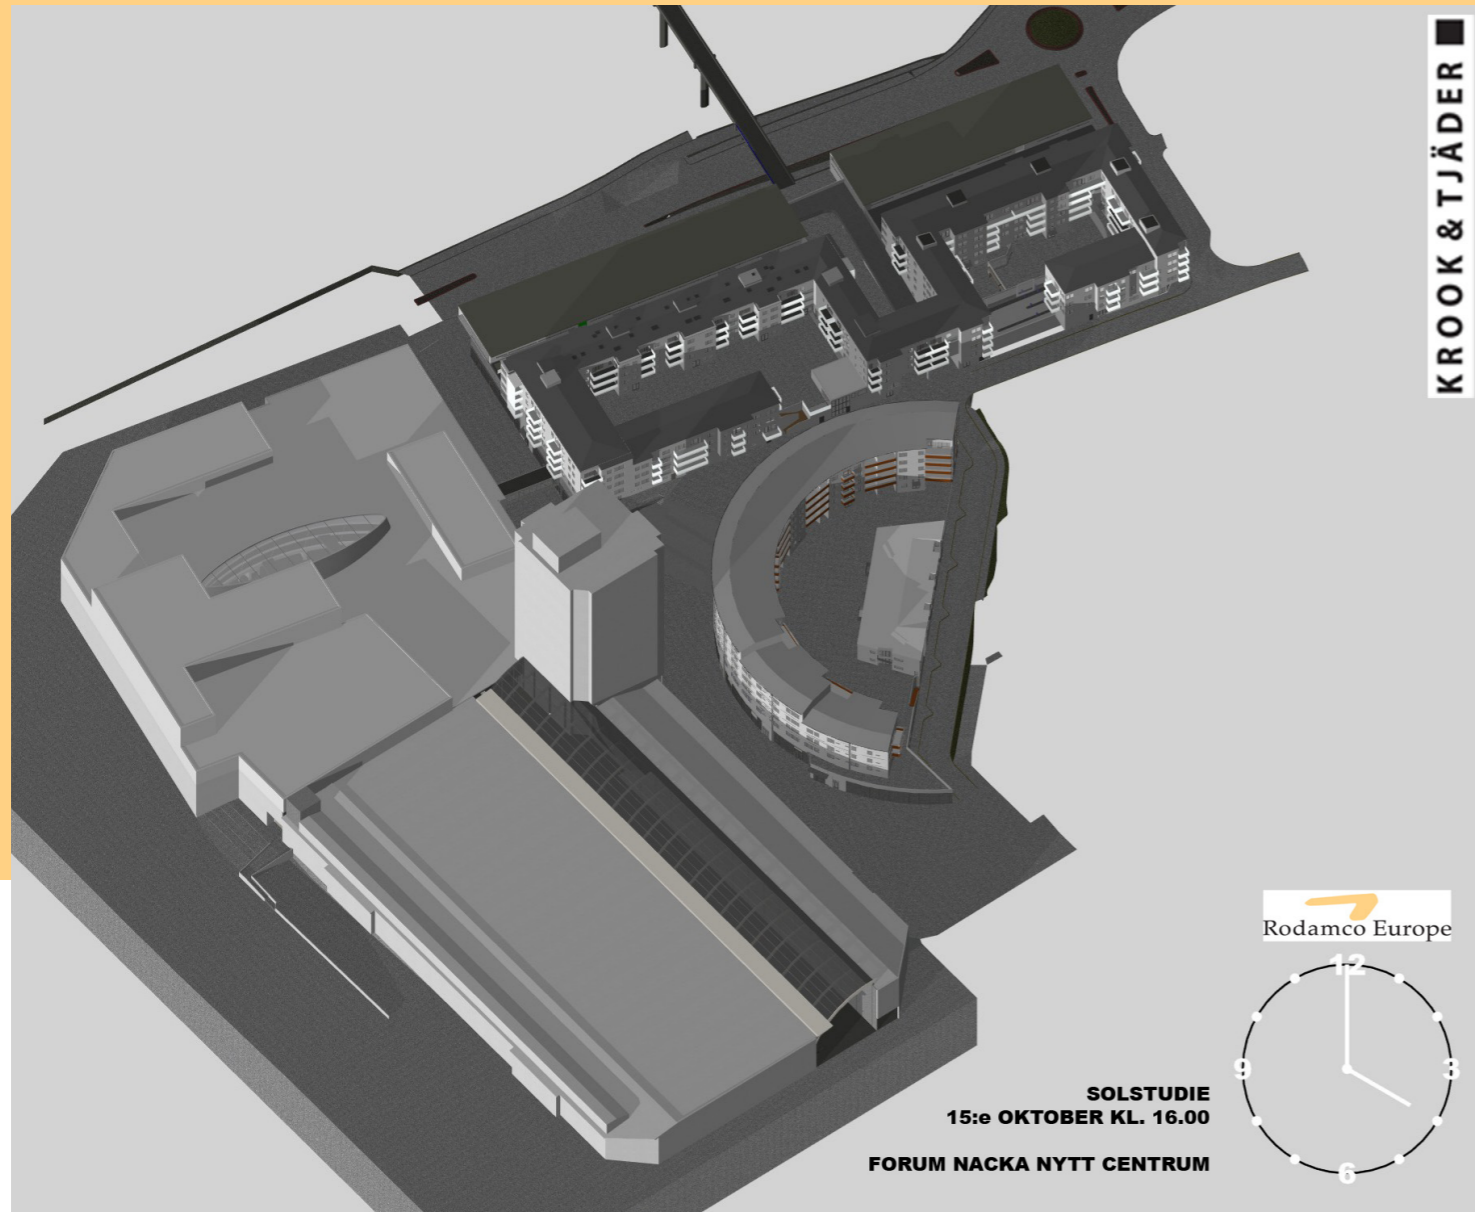 KROOK & TJÄDER
Rodamco Europe
12
9
3
6
SOLSTUDIE
15:e OKTOBER KL. 16.00
FORUM NACKA NYTT CENTRUM